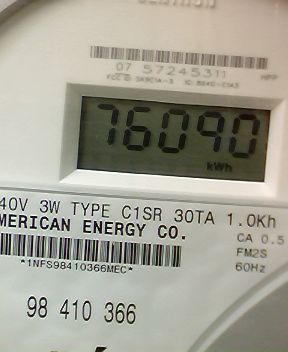 07 57245311
HPP
76090
kWh
40V 3W TYPE C1SR 30TA 1.0Kh
MERICAN ENERGY CO.
CA 0.5
FM2S
*1NFS98410366MEC*
60Hz
98 410 366